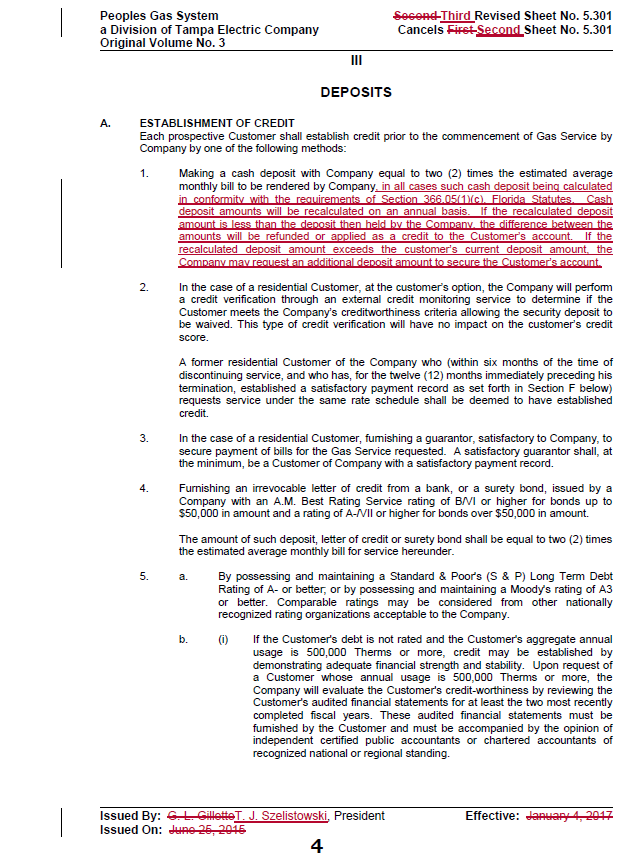 Peoples Gas System
Second Third Revised Sheet No. 5.301
a Division of Tampa Electric Company
Cancels First Second Sheet No. 5.301
Original Volume No. 3
III
DEPOSITS
A. ESTABLISHMENT OF CREDIT
Each prospective Customer shall establish credit prior to the commencement of Gas Service by
Company by one of the following methods:
1. Making a cash deposit with Company equal to two (2) times the estimated average
monthly bill to be rendered by Company, in all cases such cash deposit being calculated
in conformity with the requirements of Section 366.05(1)(c), Florida Statutes. Cash
deposit amounts will be recalculated on an annual basis. If the recalculated deposit
amount is less than the deposit then held by the Company, the difference between the
amounts will be refunded or applied as a credit to the Customer's account. If the
recalculated deposit amount exceeds the customer's current deposit amount, the
Company may request an additional deposit amount to secure the Customer's account.
2. In the case of a residential Customer, at the customer's option, the Company will perform
a credit verification through an external credit monitoring service to determine if the
Customer meets the Company's creditworthiness criteria allowing the security deposit to
be waived. This type of credit verification will have no impact on the customer's credit
score.
A former residential Customer of the Company who (within six months of the time of
discontinuing service, and who has, for the twelve (12) months immediately preceding his
termination, established a satisfactory payment record as set forth in Section F below)
requests service under the same rate schedule shall be deemed to have established
credit.
3. In the case of a residential Customer, furnishing a guarantor, satisfactory to Company, to
secure payment of bills for the Gas Service requested. A satisfactory guarantor shall, at
the minimum, be a Customer of Company with a satisfactory payment record.
4. Furnishing an irrevocable letter of credit from a bank, or a surety bond, issued by a
Company with an A.M. Best Rating Service rating of B/VI or higher for bonds up to
$50,000 in amount and a rating of A-/VII or higher for bonds over $50,000 in amount.
The amount of such deposit, letter of credit or surety bond shall be equal to two (2) times
the estimated average monthly bill for service hereunder.
5. a. By possessing and maintaining a Standard & Poor's (S & P) Long Term Debt
Rating of A- or better; or by possessing and maintaining a Moody's rating of A3
or better. Comparable ratings may be considered from other nationally
recognized rating organizations acceptable to the Company.
b. (i) If the Customer's debt is not rated and the Customer's aggregate annual
usage is 500,000 Therms or more, credit may be established by
demonstrating adequate financial strength and stability. Upon request of
a Customer whose annual usage is 500,000 Therms or more, the
Company will evaluate the Customer's credit-worthiness by reviewing the
Customer's audited financial statements for at least the two most recently
completed fiscal years. These audited financial statements must be
furnished by the Customer and must be accompanied by the opinion of
independent certified public accountants or chartered accountants of
recognized national or regional standing.
Issued By: G. L. Gillette T. J. Szelistowski, President
Effective: January 4, 2017
Issued On: June 25, 2015
4